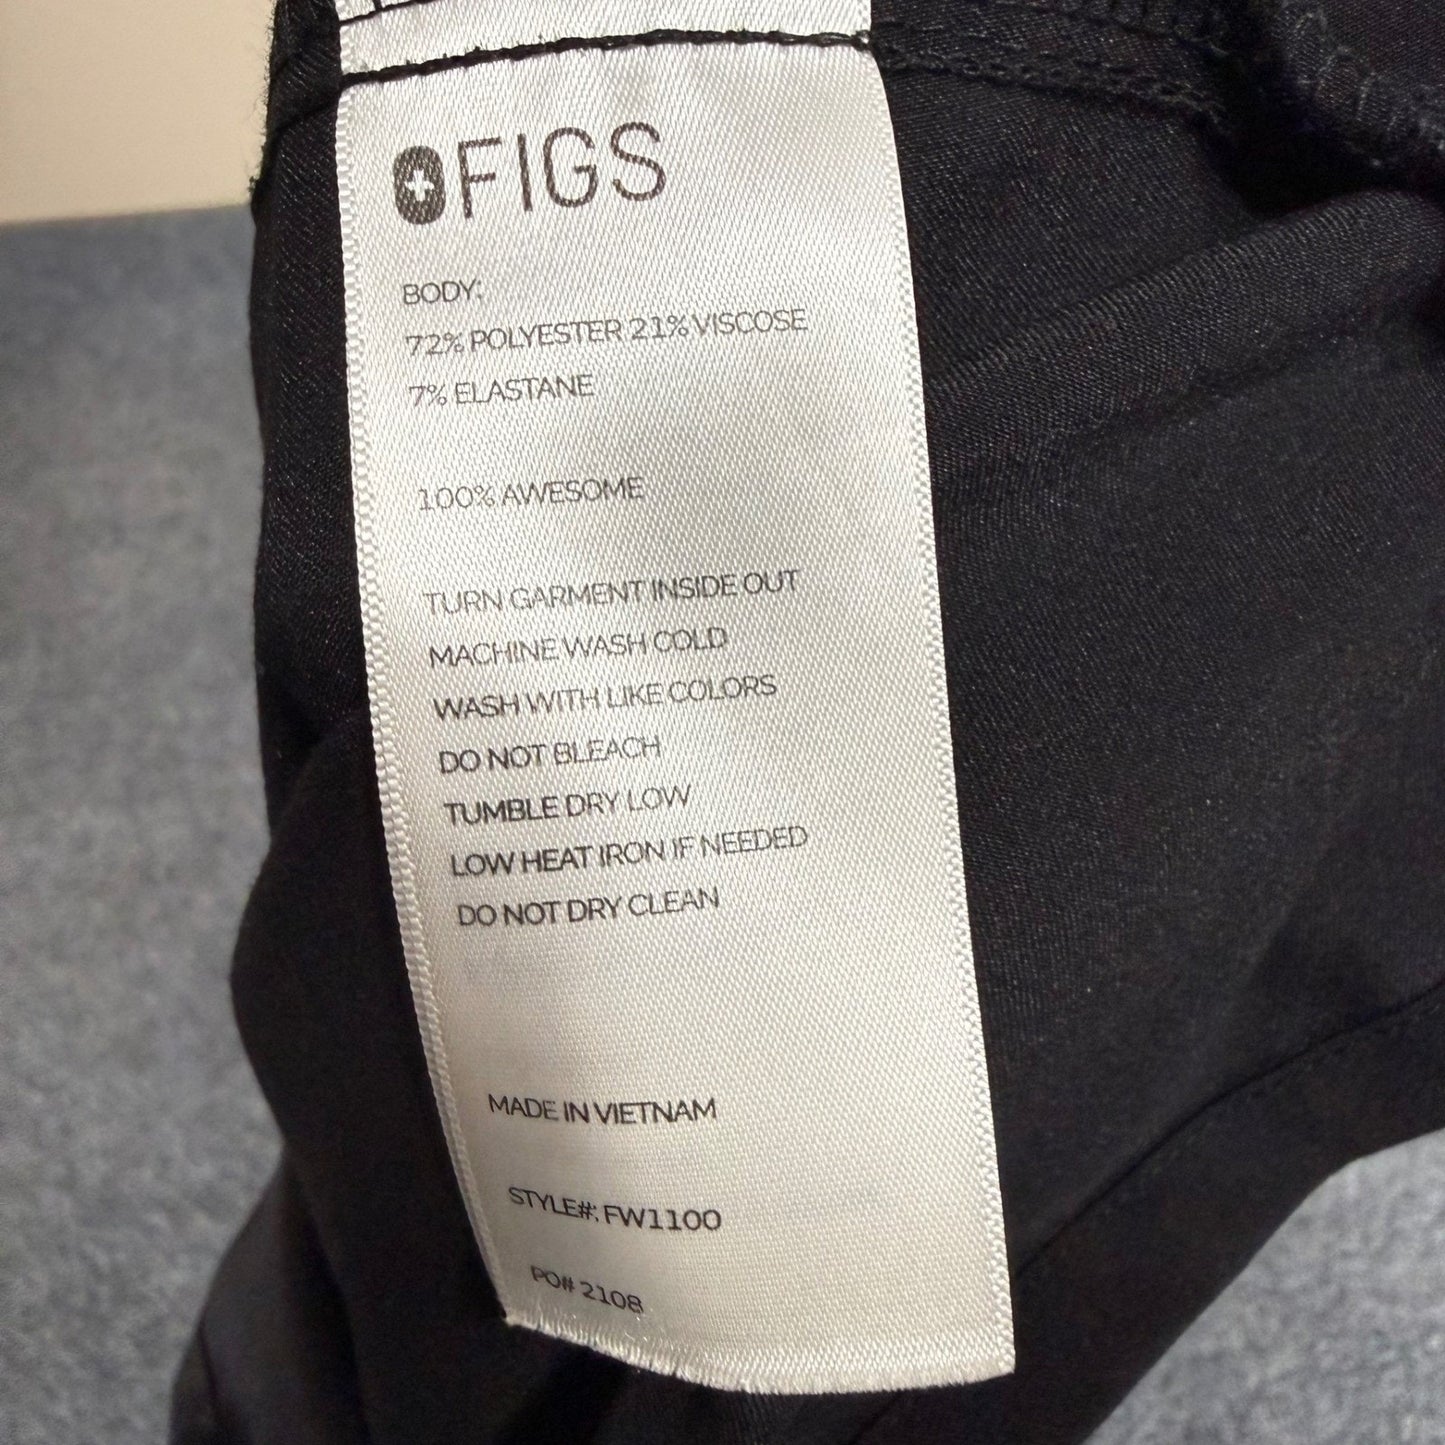 FIGS
BODY:
72% POLYESTER 21% VISCOSE
7% ELASTANE
100% AWESOME
TURN GARMENT INSIDE OUT
MACHINE WASH COLD
WASH WITH LIKE COLORS
DO NOT BLEACH
TUMBLE DRY LOW
LOW HEAT IRON IF NEEDED
DO NOT DRY CLEAN
MADE IN VIETNAM
STYLE#: FW1100
PO# 2108